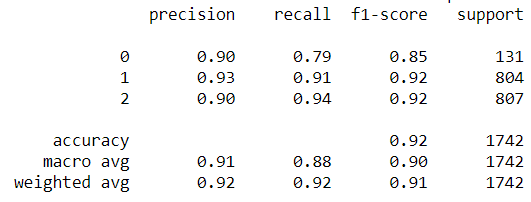 precision recall f1-score support
0 0.90 0.79 0.85 131
1 0.93 0.91 0.92 804
2 0.90 0.94 0.92 807
accuracy 0.92 1742
macro avg 0.91 0.88 0.90 1742
weighted avg 0.92 0.92 0.91 1742